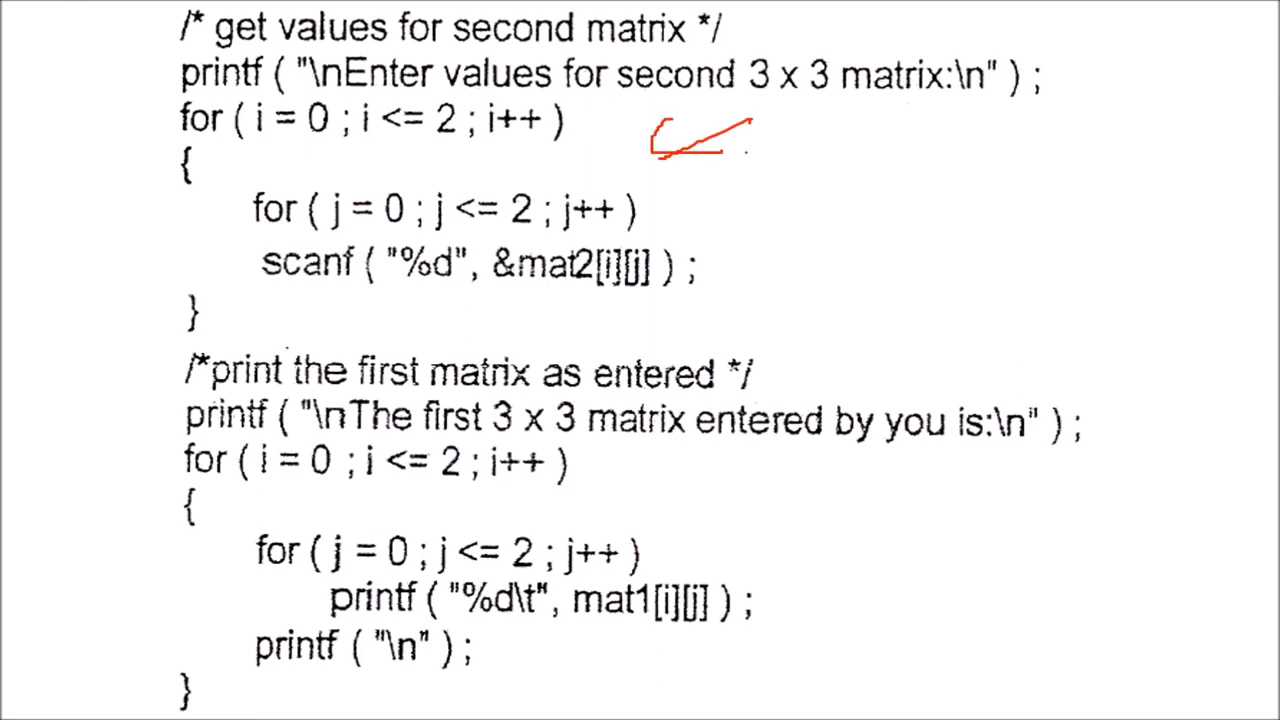 /* get values for second matrix */
printf ( "\nEnter values for second 3 x 3 matrix:\n" ) ;
for ( i = 0 ; i <= 2 ; i++ )
{
for ( j = 0 ; j <= 2 ; j++ )
scanf ( "%d", &mat2[i][j] ) ;
}
/*print the first matrix as entered */
printf ( "\nThe first 3 x 3 matrix entered by you is:\n" ) ;
for ( i = 0 ; i <= 2 ; i++ )
{
for ( j = 0 ; j <= 2 ; j++ )
printf ( "%d\t", mat1[i][j] ) ;
printf ( "\n" ) ;
}